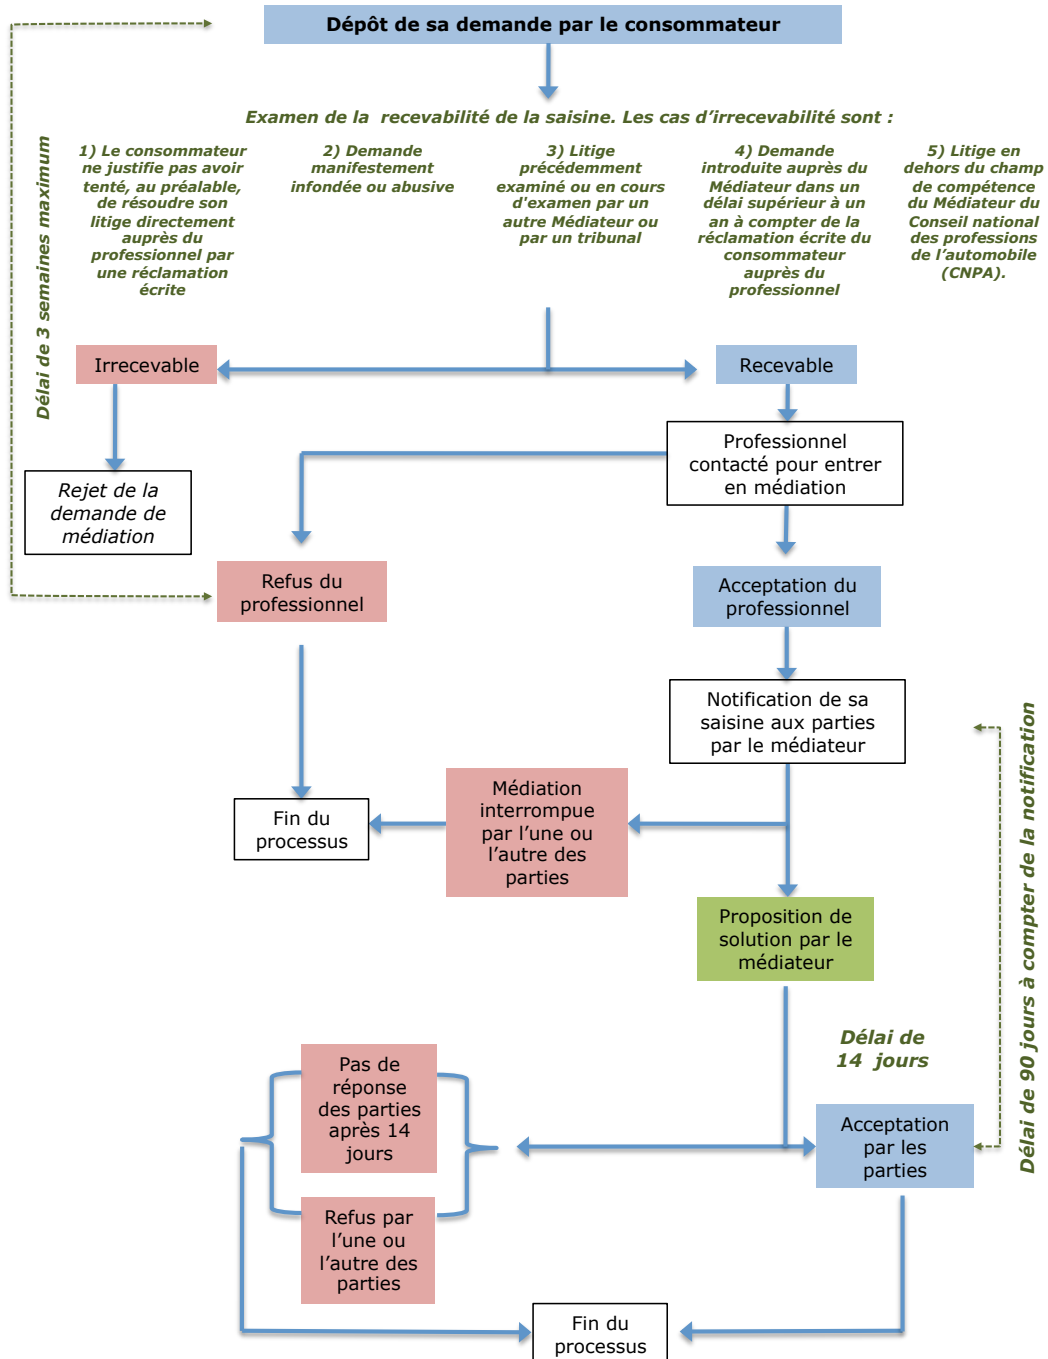 Dépôt de sa demande par le consommateur
Examen de la recevabilité de la saisine. Les cas d’irrecevabilité sont :
1) Le consommateur
ne justifie pas avoir
tenté, au préalable,
de résoudre son
litige directement
auprès du
professionnel par
une réclamation
écrite
2) Demande
manifestement
infondée ou abusive
3) Litige
précédemment
examiné ou en cours
d'examen par un
autre Médiateur ou
par un tribunal
4) Demande
introduite auprès du
Médiateur dans un
délai supérieur à un
an à compter de la
réclamation écrite du
consommateur
auprès du
professionnel
5) Litige en
dehors du champ
de compétence
du Médiateur du
Conseil national
des professions
de l’automobile
(CNPA).
Délai de 3 semaines maximum
Irrecevable
Recevable
Rejet de la
demande de
médiation
Professionnel
contacté pour entrer
en médiation
Refus du
professionnel
Acceptation du
professionnel
Notification de sa
saisine aux parties
par le médiateur
Fin du
processus
Médiation
interrompue
par l’une ou
l’autre des
parties
Proposition de
solution par le
médiateur
Délai de 90 jours à compter de la notification
Délai de
14 jours
Pas de
réponse
des parties
après 14
jours
Acceptation
par les
parties
Refus par
l’une ou
l’autre des
parties
Fin du
processus